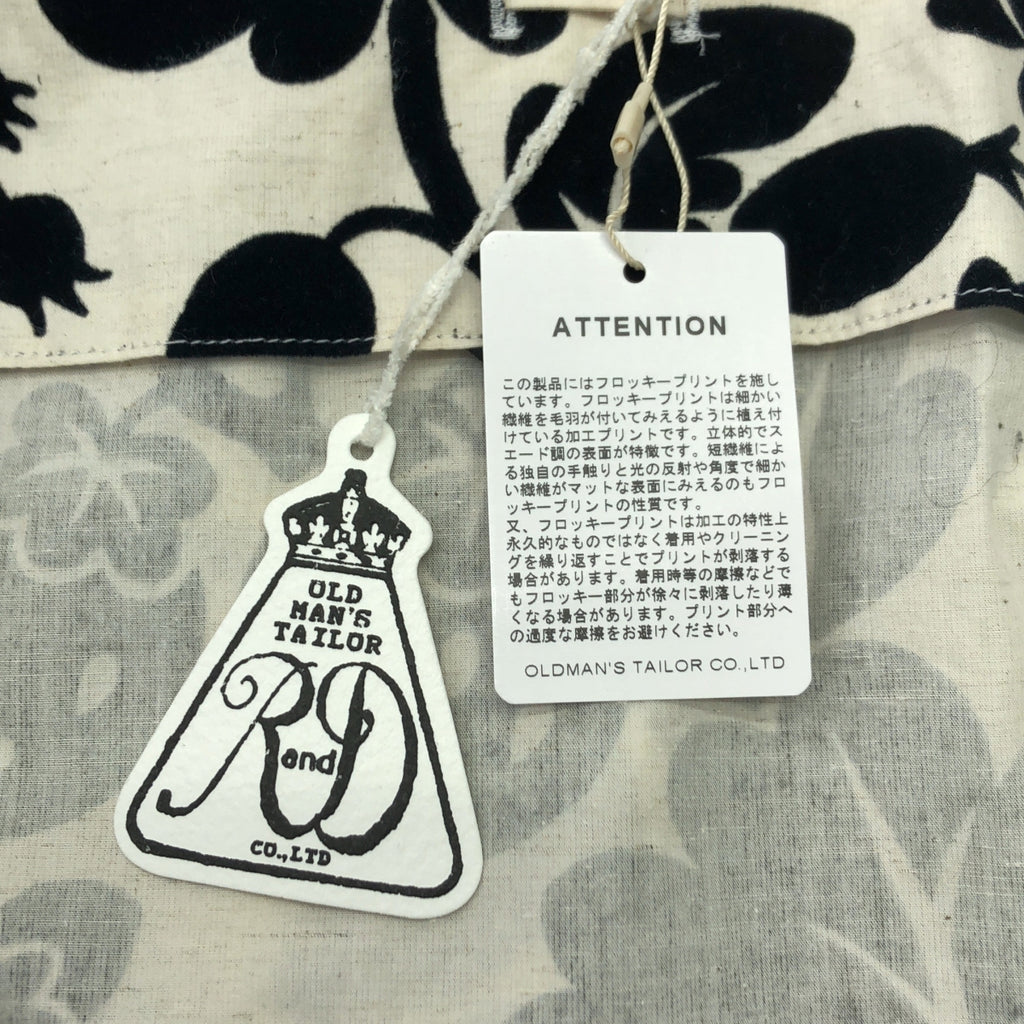 OLD
MAN'S
TAILOR
R and D
CO.,LTD
ATTENTION
この製品にはフロッキープリントを施し
ています。フロッキープリントは細かい
繊維を毛羽が付いてみえるように植え付
けている加工プリントです。立体的でス
エード調の表面が特徴です。短繊維によ
る独自の手触りと光の反射や角度で細か
い繊維がマットな表面にみえるのもフロ
ッキープリントの性質です。
又、フロッキープリントは加工の特性上
永久的なものではなく着用やクリーニン
グを繰り返すことでプリントが剥落する
場合があります。着用時等の摩擦などで
もフロッキー部分が徐々に剥落したり薄
くなる場合があります。プリント部分へ
の過度な摩擦をお避けください。
OLDMAN'S TAILOR CO.,LTD